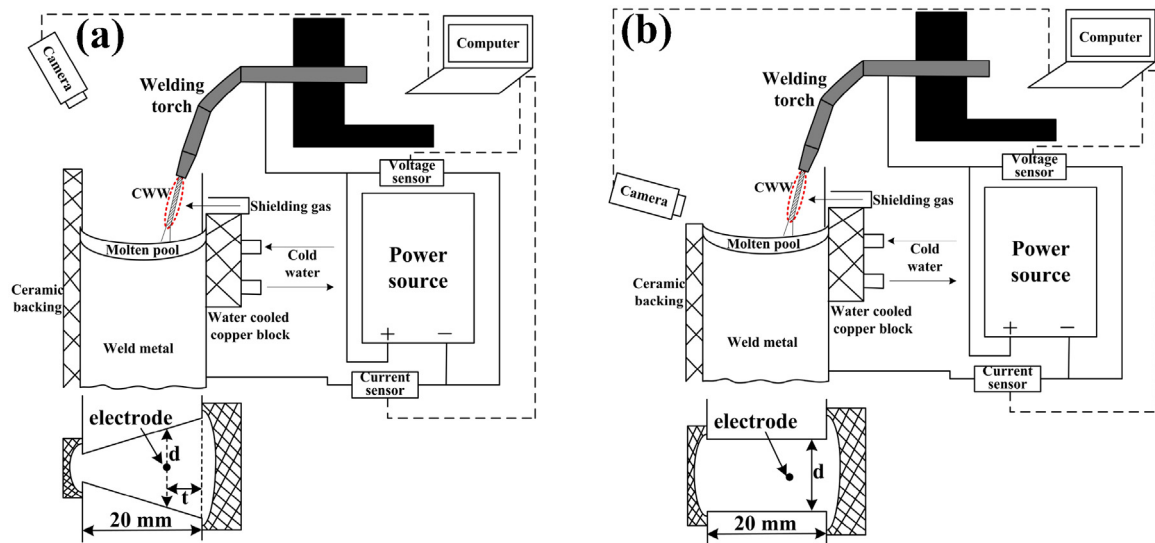 (a)
Camera
Computer
Welding
torch
Voltage
sensor
CWW
Shielding gas
Molten pool
Cold
water
Power
source
Ceramic
backing
Water cooled
copper block
+
−
Weld metal
Current
sensor
electrode
d
t
20 mm
(b)
Computer
Welding
torch
Voltage
sensor
CWW
Camera
Shielding gas
Molten pool
Cold
water
Power
source
Ceramic
backing
Water cooled
copper block
+
−
Weld metal
Current
sensor
electrode
d
20 mm